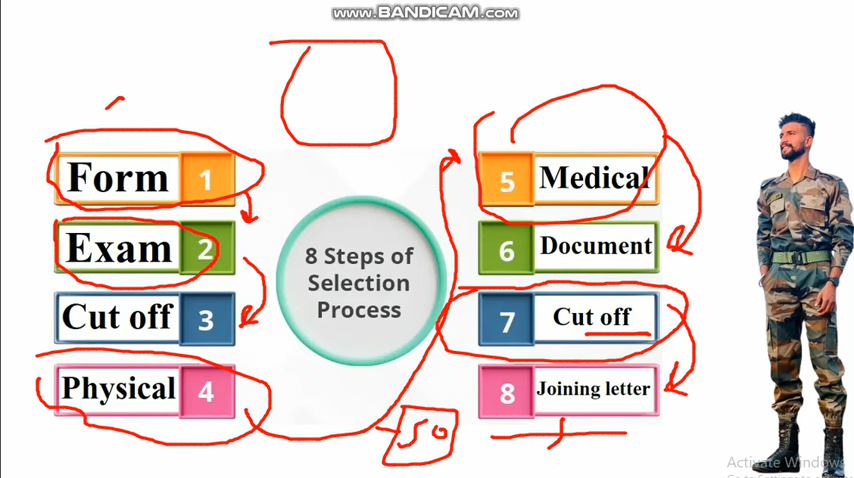 www.BANDICAM.com
Form 1
Exam 2
Cut off 3
Physical 4
8 Steps of
Selection
Process
5 Medical
6 Document
7 Cut off
8 Joining letter
50
Activate Windows